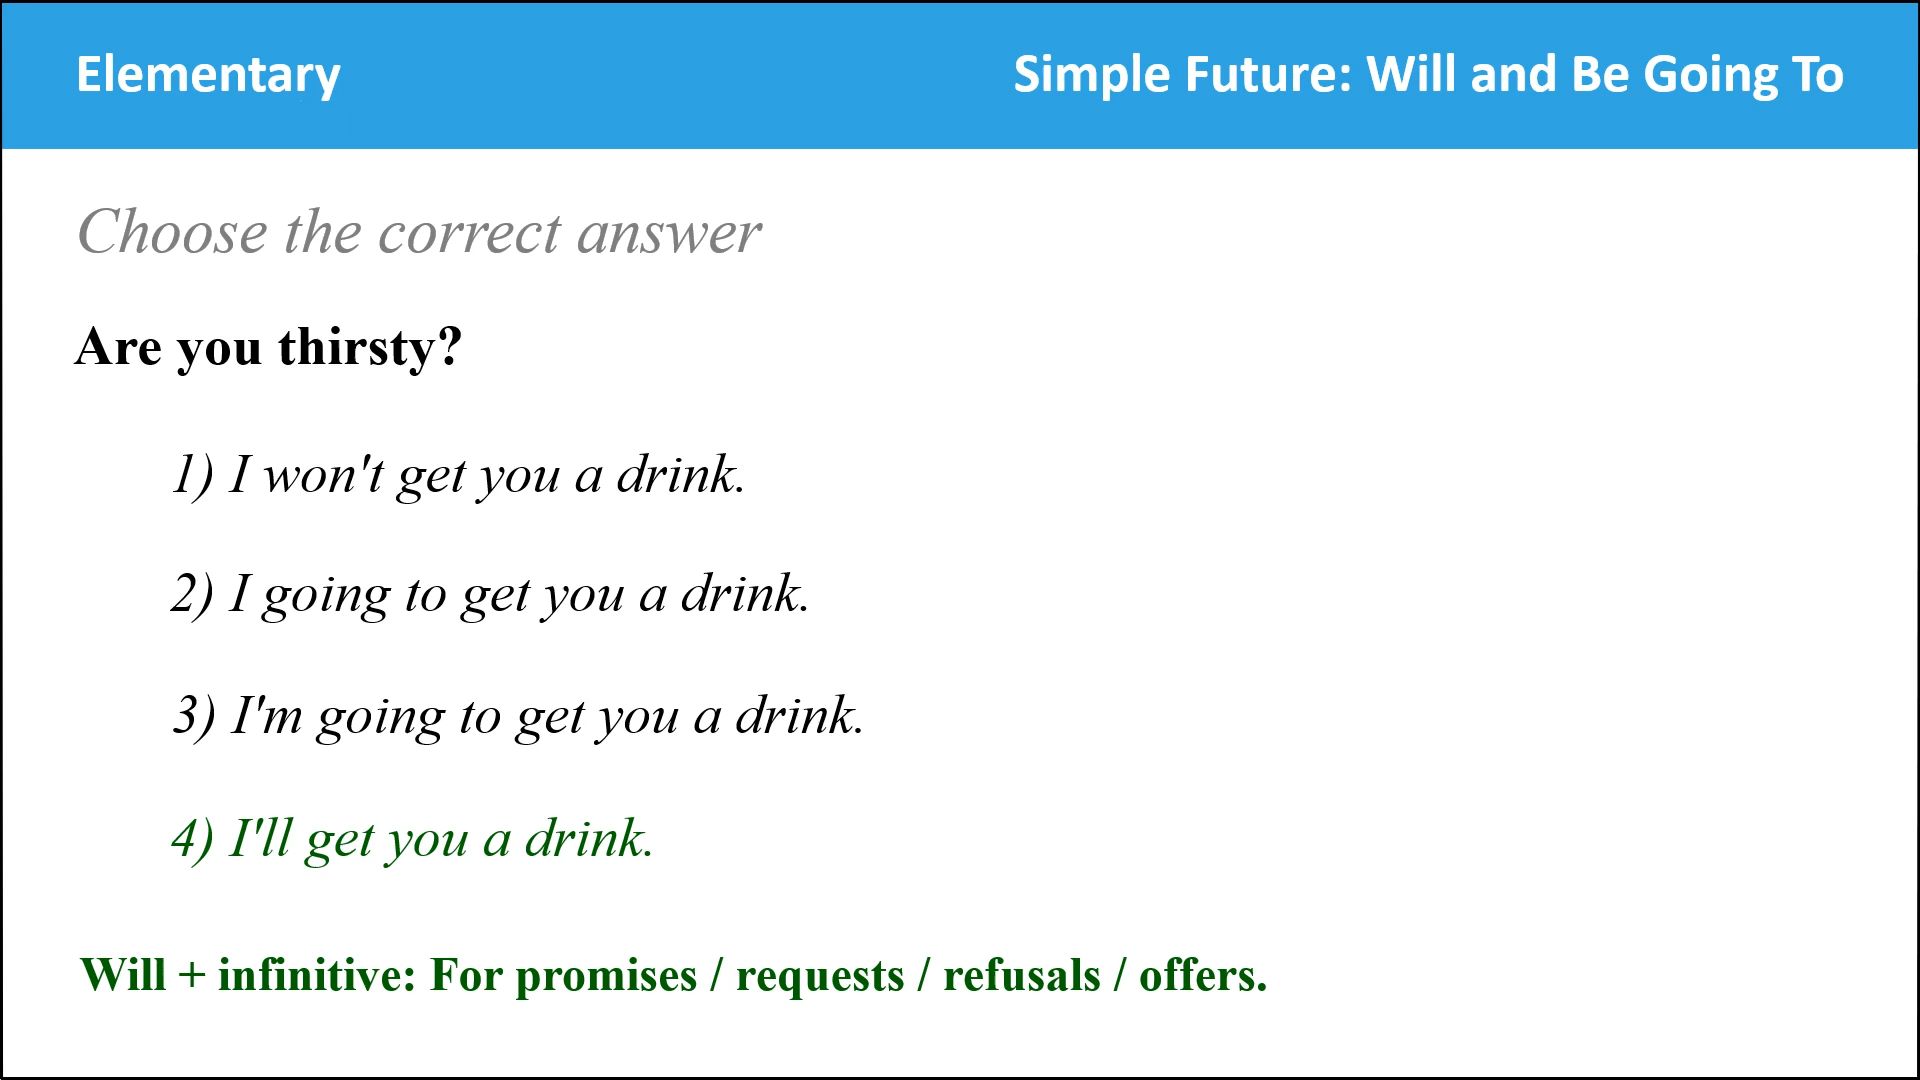 Elementary
Simple Future: Will and Be Going To
Choose the correct answer
Are you thirsty?
1) I won't get you a drink.
2) I going to get you a drink.
3) I'm going to get you a drink.
4) I'll get you a drink.
Will + infinitive: For promises / requests / refusals / offers.